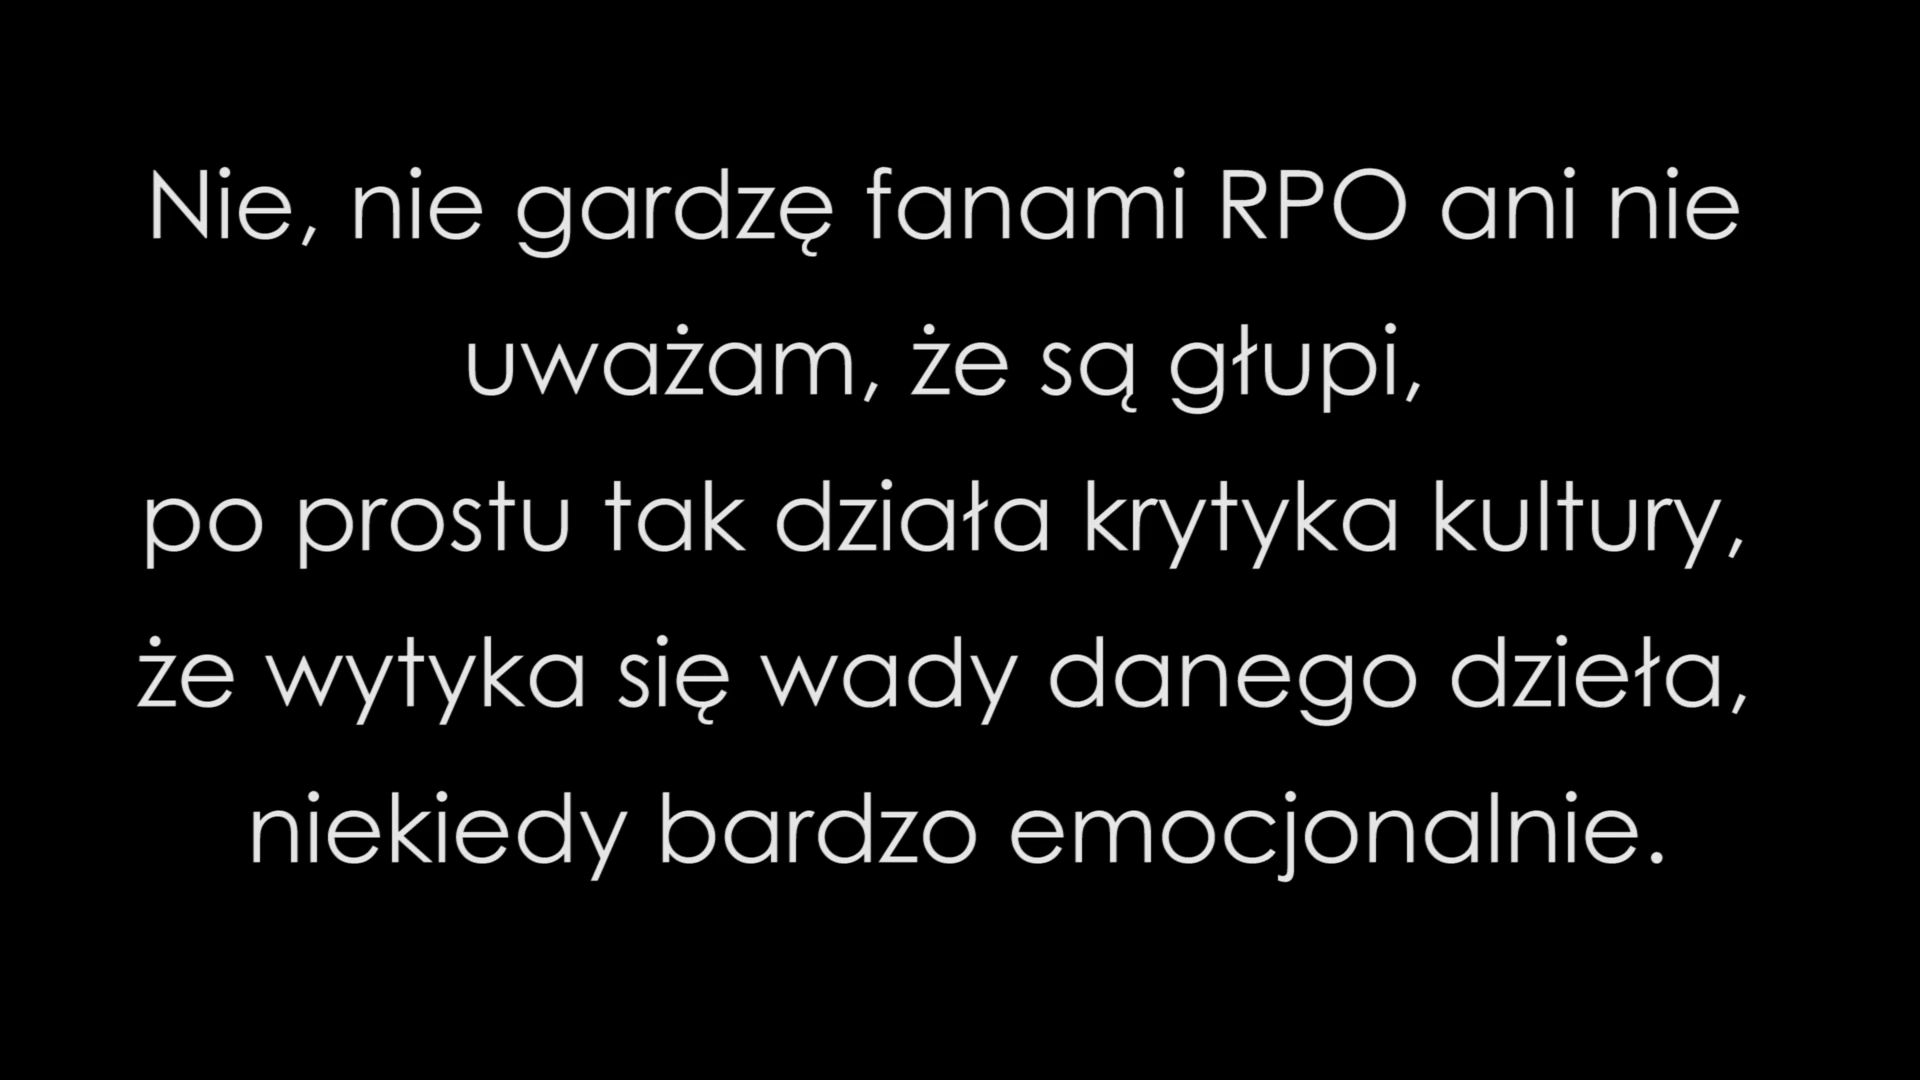 Nie, nie gardzę fanami RPO ani nie
uważam, że są głupi,
po prostu tak działa krytyka kultury,
że wytyka się wady danego dzieła,
niekiedy bardzo emocjonalnie.